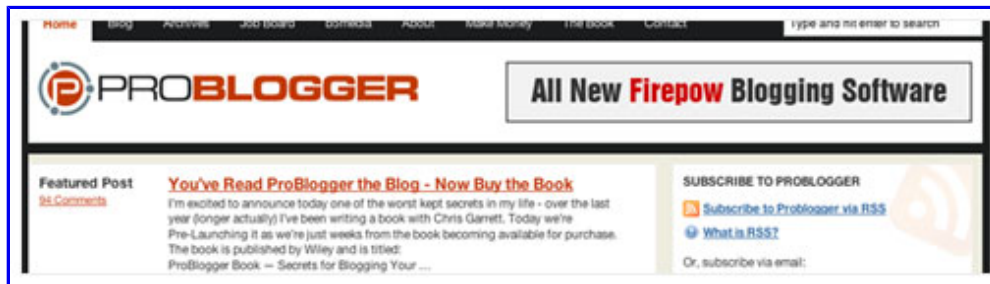 Home Blog Archives Job Board b5media About Make Money The Book Contact
Type and hit enter to search
PROBLOGGER
All New Firepow Blogging Software
Featured Post
94 Comments
You've Read ProBlogger the Blog - Now Buy the Book
I'm excited to announce today one of the worst kept secrets in my life - over the last
year (longer actually) I've been writing a book with Chris Garrett. Today we're
Pre-Launching it as we're just weeks from the book becoming available for purchase.
The book is published by Wiley and is titled:
ProBlogger Book — Secrets for Blogging Your ...
SUBSCRIBE TO PROBLOGGER
Subscribe to Problogger via RSS
What is RSS?
Or, subscribe via email: